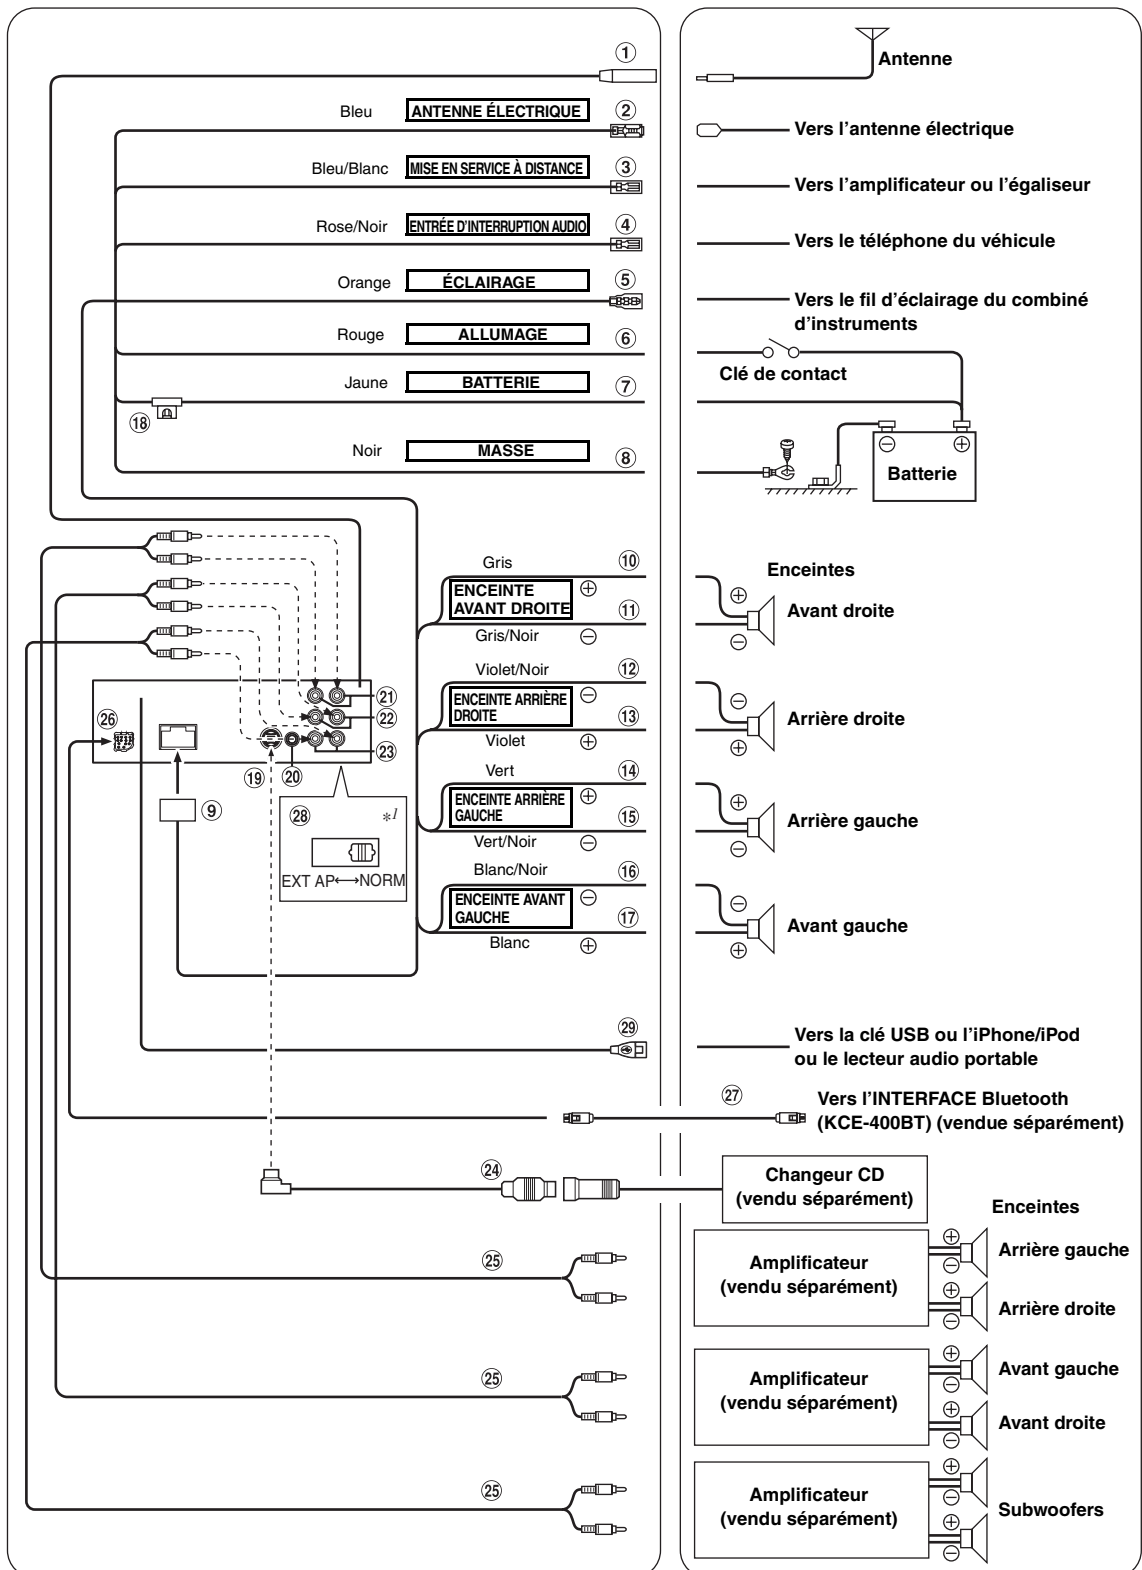 ①
Antenne
Bleu
ANTENNE ÉLECTRIQUE
②
Vers l'antenne électrique
Bleu/Blanc
MISE EN SERVICE À DISTANCE
③
Vers l'amplificateur ou l'égaliseur
Rose/Noir
ENTRÉE D'INTERRUPTION AUDIO
④
Vers le téléphone du véhicule
Orange
ÉCLAIRAGE
⑤
Vers le fil d'éclairage du combiné
d'instruments
Rouge
ALLUMAGE
⑥
Clé de contact
Jaune
BATTERIE
⑦
⑱
Noir
MASSE
⑧
⊖ ⊕
Batterie
Gris
⑩
ENCEINTE
AVANT DROITE
⊕
⑪
Gris/Noir
⊖
Enceintes
⊕
Avant droite
⊖
Violet/Noir
⑫
ENCEINTE ARRIÈRE
DROITE
⊖
⑬
Violet
⊕
⊖
Arrière droite
⊕
Vert
⑭
ENCEINTE ARRIÈRE
GAUCHE
⊕
⑮
Vert/Noir
⊖
⊕
Arrière gauche
⊖
Blanc/Noir
⑯
ENCEINTE AVANT
GAUCHE
⊖
⑰
Blanc
⊕
⊖
Avant gauche
⊕
㉑
㉒
㉓
㉖
⑲
⑳
⑨
㉘
*1
EXT AP↔NORM
㉙
Vers la clé USB ou l'iPhone/iPod
ou le lecteur audio portable
㉗
Vers l'INTERFACE Bluetooth
(KCE-400BT) (vendue séparément)
㉔
Changeur CD
(vendu séparément)
Enceintes
㉕
Amplificateur
(vendu séparément)
⊕
⊖
Arrière gauche
⊕
⊖
Arrière droite
㉕
Amplificateur
(vendu séparément)
⊕
⊖
Avant gauche
⊕
⊖
Avant droite
㉕
Amplificateur
(vendu séparément)
⊕
⊖
Subwoofers
⊕
⊖